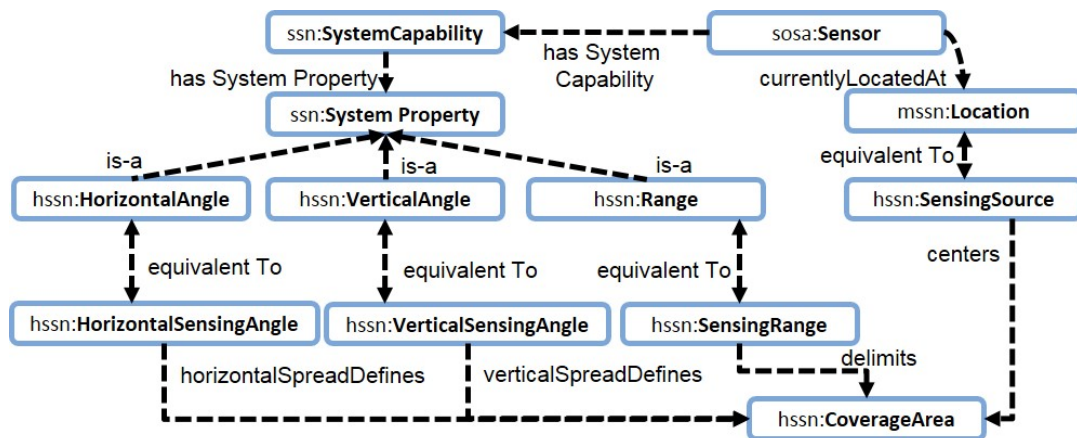 ssn:SystemCapability
sosa:Sensor
has System
Capability
has System Property
currentlyLocatedAt
ssn:System Property
mssn:Location
is-a
is-a
is-a
equivalent To
hssn:HorizontalAngle
hssn:VerticalAngle
hssn:Range
hssn:SensingSource
equivalent To
equivalent To
equivalent To
centers
hssn:HorizontalSensingAngle
hssn:VerticalSensingAngle
hssn:SensingRange
horizontalSpreadDefines
verticalSpreadDefines
delimits
hssn:CoverageArea